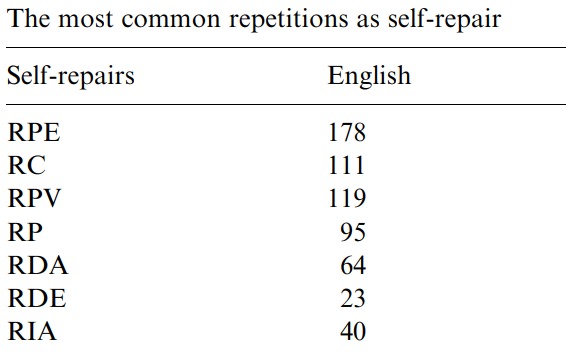 The most common repetitions as self-repair
Self-repairs English
RPE 178
RC 111
RPV 119
RP 95
RDA 64
RDE 23
RIA 40